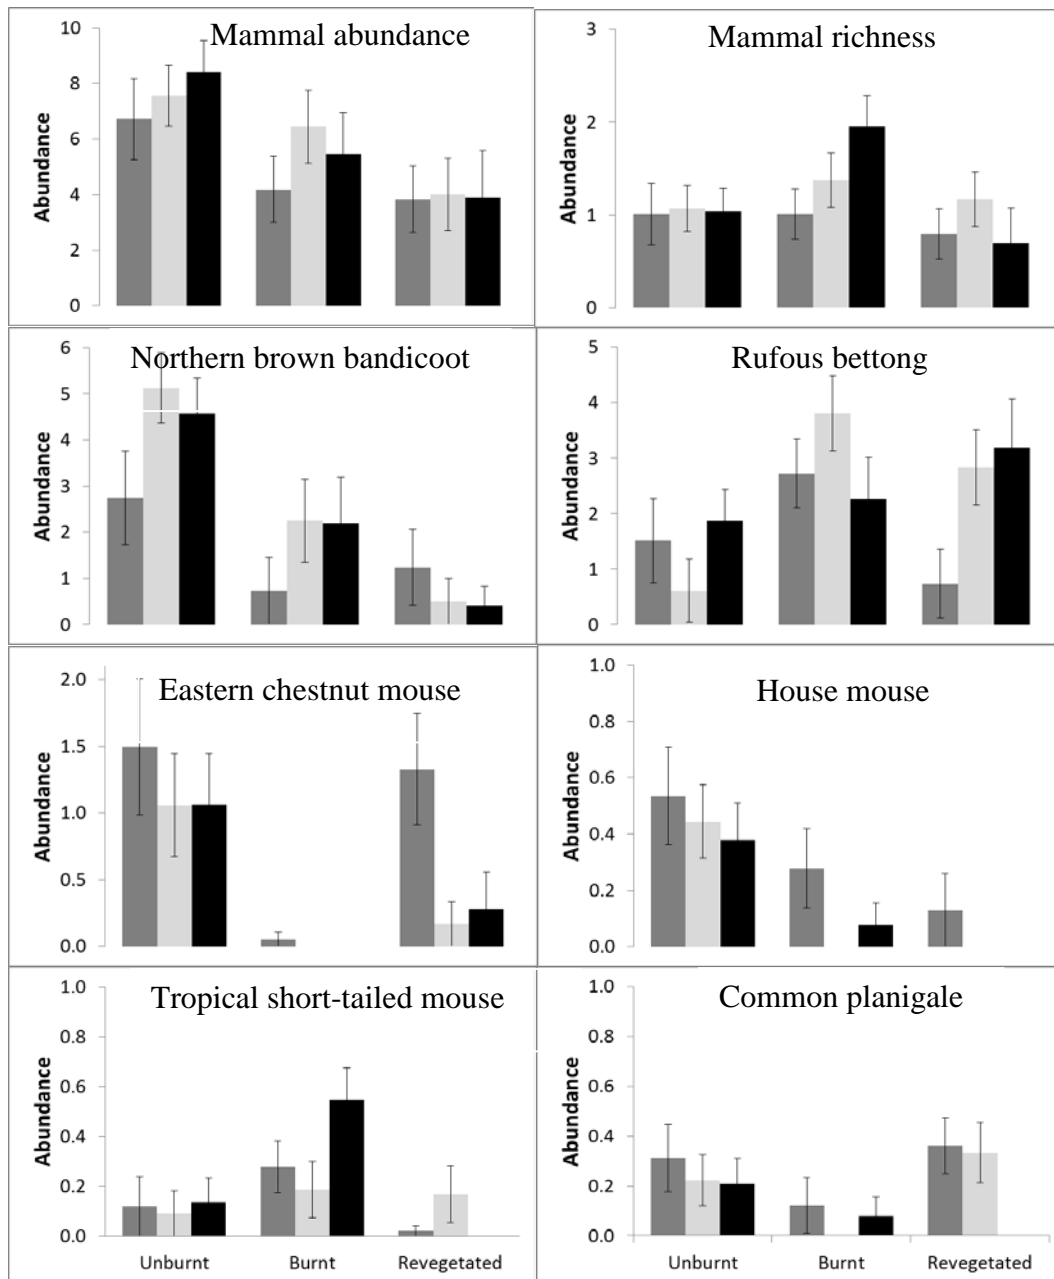 Mammal abundance
Abundance
10
8
6
4
2
0
Mammal richness
Abundance
3
2
1
0
Northern brown bandicoot
Abundance
6
5
4
3
2
1
0
Rufous bettong
Abundance
5
4
3
2
1
0
Eastern chestnut mouse
Abundance
2.0
1.5
1.0
0.5
0.0
House mouse
Abundance
1.0
0.8
0.6
0.4
0.2
0.0
Tropical short-tailed mouse
Abundance
1.0
0.8
0.6
0.4
0.2
0.0
Unburnt Burnt Revegetated
Common planigale
Abundance
1.0
0.8
0.6
0.4
0.2
0.0
Unburnt Burnt Revegetated